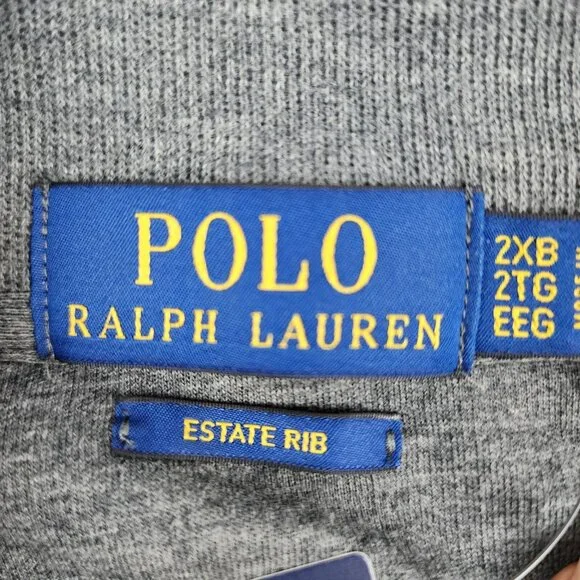 POLO
RALPH LAUREN
2XB
2TG
EEG
ESTATE RIB